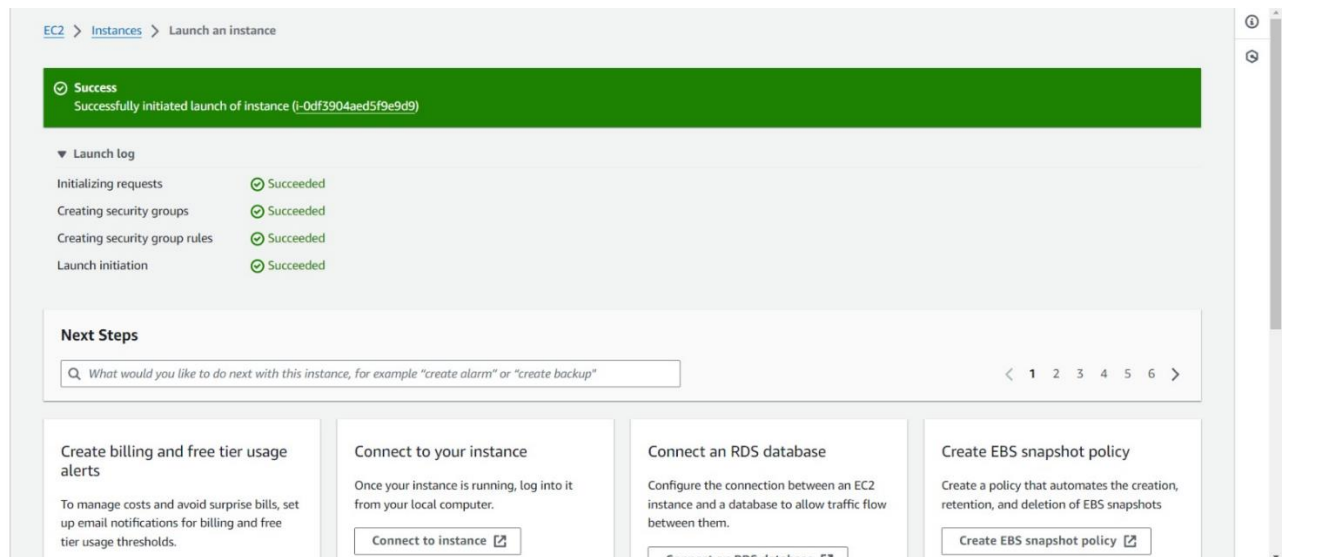 EC2 > Instances > Launch an instance
Success
Successfully initiated launch of instance (i-0df3904aed5f9e9d9)
Launch log
Initializing requests Succeeded
Creating security groups Succeeded
Creating security group rules Succeeded
Launch initiation Succeeded
Next Steps
What would you like to do next with this instance, for example "create alarm" or "create backup"
< 1 2 3 4 5 6 >
Create billing and free tier usage
alerts
To manage costs and avoid surprise bills, set
up email notifications for billing and free
tier usage thresholds.
Connect to your instance
Once your instance is running, log into it
from your local computer.
Connect to instance
Connect an RDS database
Configure the connection between an EC2
instance and a database to allow traffic flow
between them.
Connect an RDS database
Create EBS snapshot policy
Create a policy that automates the creation,
retention, and deletion of EBS snapshots
Create EBS snapshot policy